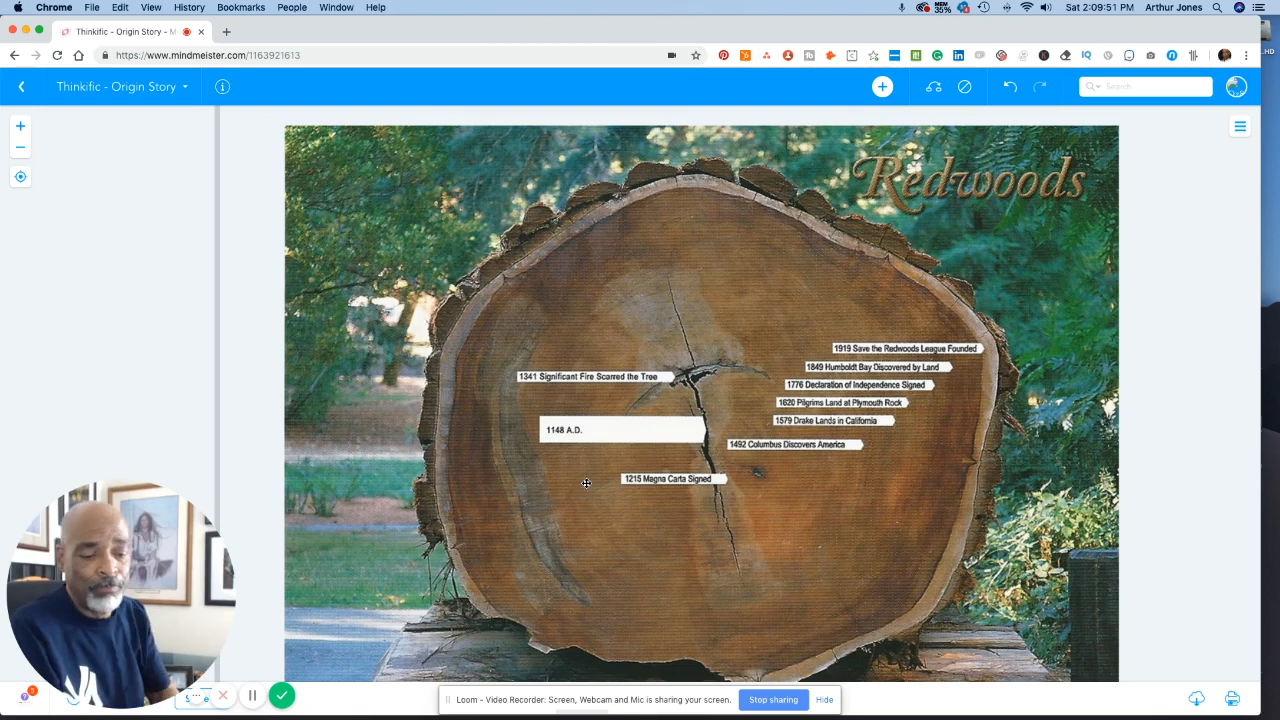 Chrome File Edit View History Bookmarks People Window Help
MEM 35% Sat 2:09:51 PM Arthur Jones
Thinkific - Origin Story - M
https://www.mindmeister.com/1163921613
Thinkific - Origin Story
Search
Redwoods
1919 Save the Redwoods League Founded
1849 Humboldt Bay Discovered by Land
1341 Significant Fire Scarred the Tree
1776 Declaration of Independence Signed
1620 Pilgrims Land at Plymouth Rock
1579 Drake Lands in California
1148 A.D.
1492 Columbus Discovers America
1215 Magna Carta Signed
Loom - Video Recorder: Screen, Webcam and Mic is sharing your screen. Stop sharing Hide